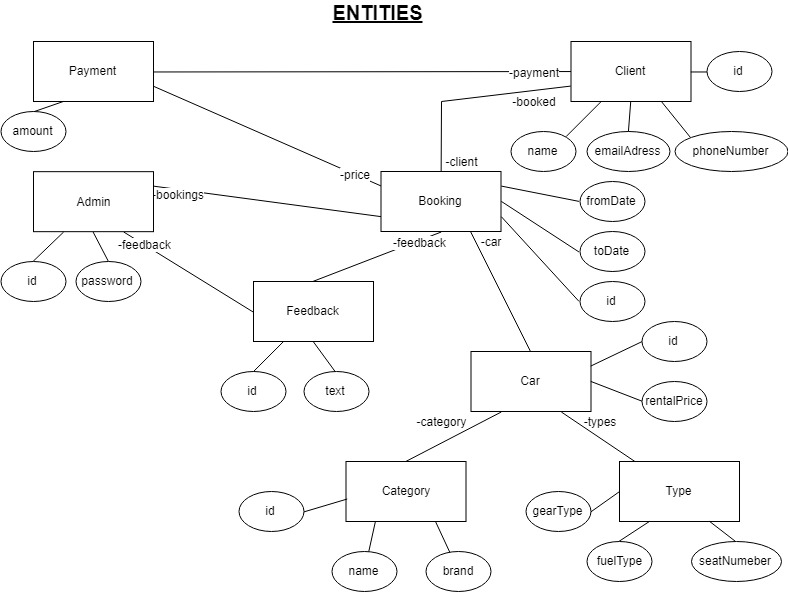 ENTITIES
Payment
-payment
Client
id
-booked
amount
name
emailAdress
phoneNumber
-client
-price
Admin
-bookings
Booking
fromDate
-feedback
-feedback
-car
toDate
id
password
id
Feedback
id
Car
id
text
rentalPrice
-category
-types
Category
Type
id
gearType
name
brand
fuelType
seatNumeber